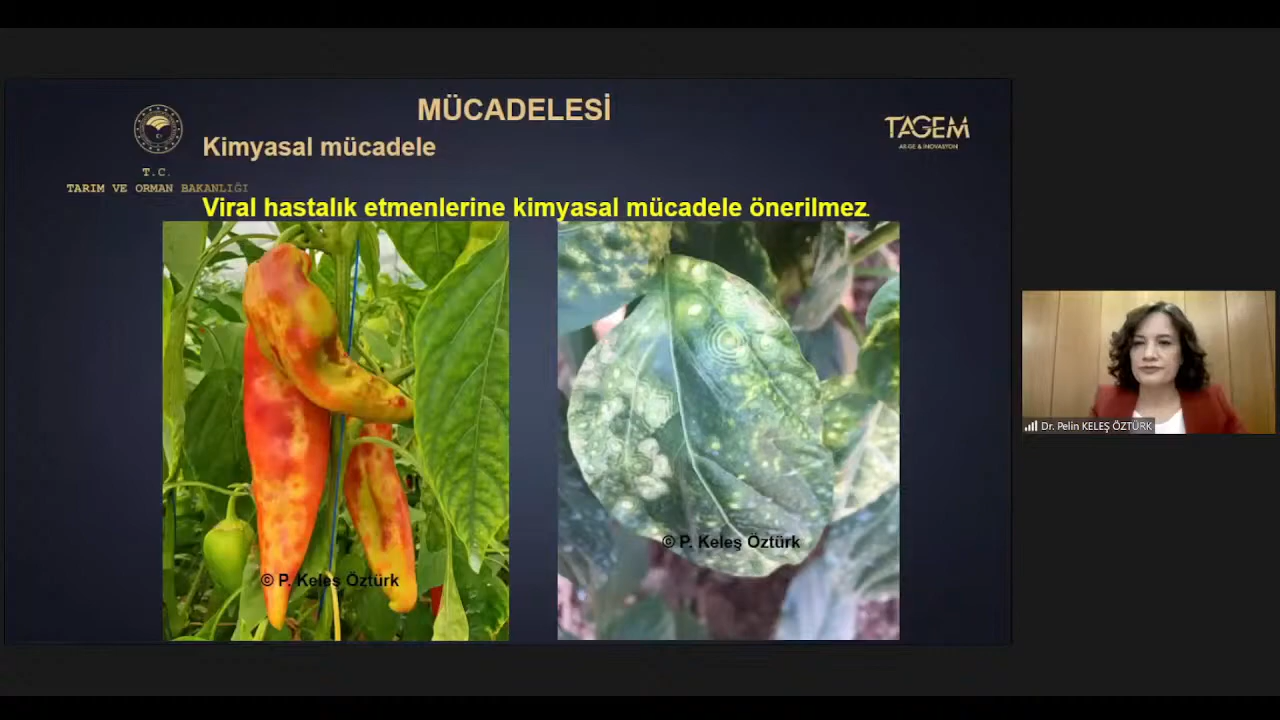 MÜCADELESİ
Kimyasal mücadele
TAGEM
AR-GE & İNOVASYON
T.C.
TARIM VE ORMAN BAKANLIĞI
Viral hastalık etmenlerine kimyasal mücadele önerilmez.
© P. Keleş Öztürk
© P. Keleş Öztürk
Dr. Pelin KELEŞ ÖZTÜRK